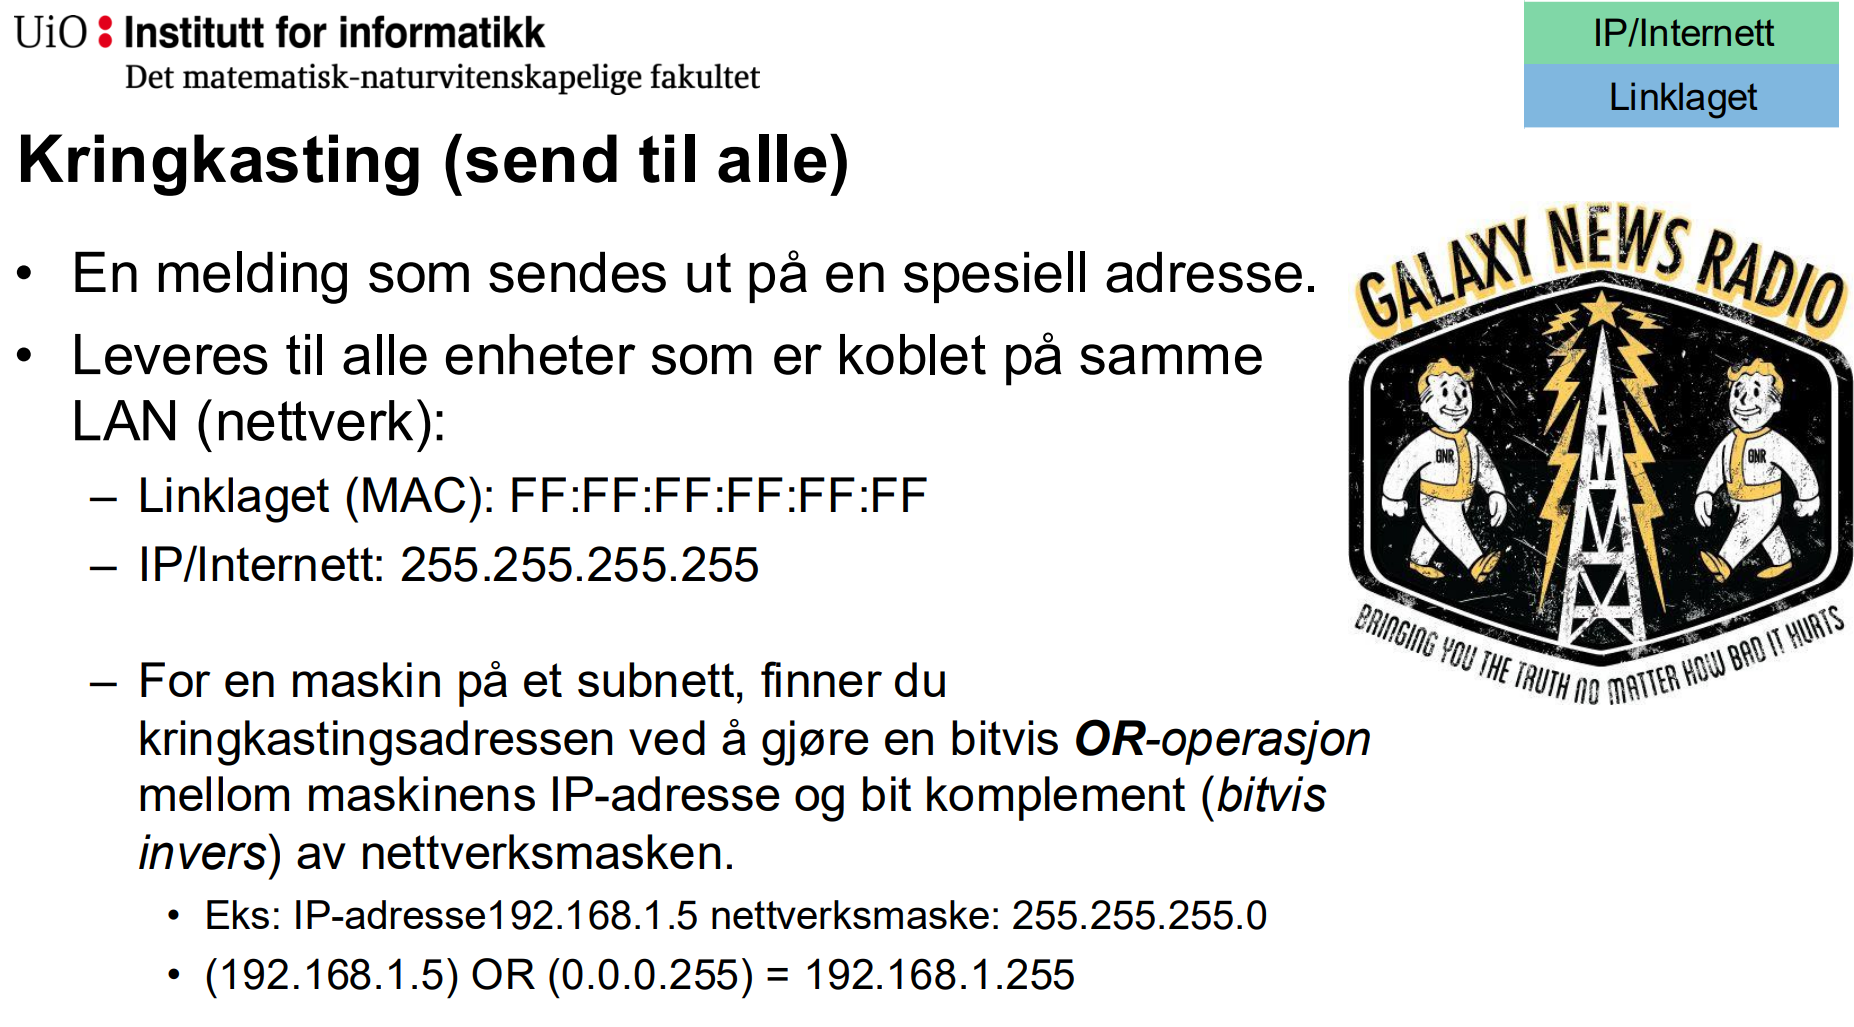 UiO Institutt for informatikk
Det matematisk-naturvitenskapelige fakultet
IP/Internett
Linklaget
Kringkasting (send til alle)
• En melding som sendes ut på en spesiell adresse.
• Leveres til alle enheter som er koblet på samme
LAN (nettverk):
– Linklaget (MAC): FF:FF:FF:FF:FF:FF
– IP/Internett: 255.255.255.255
– For en maskin på et subnett, finner du
kringkastingsadressen ved å gjøre en bitvis OR-operasjon
mellom maskinens IP-adresse og bit komplement (bitvis
invers) av nettverksmasken.
• Eks: IP-adresse192.168.1.5 nettverksmaske: 255.255.255.0
• (192.168.1.5) OR (0.0.0.255) = 192.168.1.255
GALAXY NEWS RADIO
GNR
GNR
BRINGING YOU THE TRUTH NO MATTER HOW BAD IT HURTS